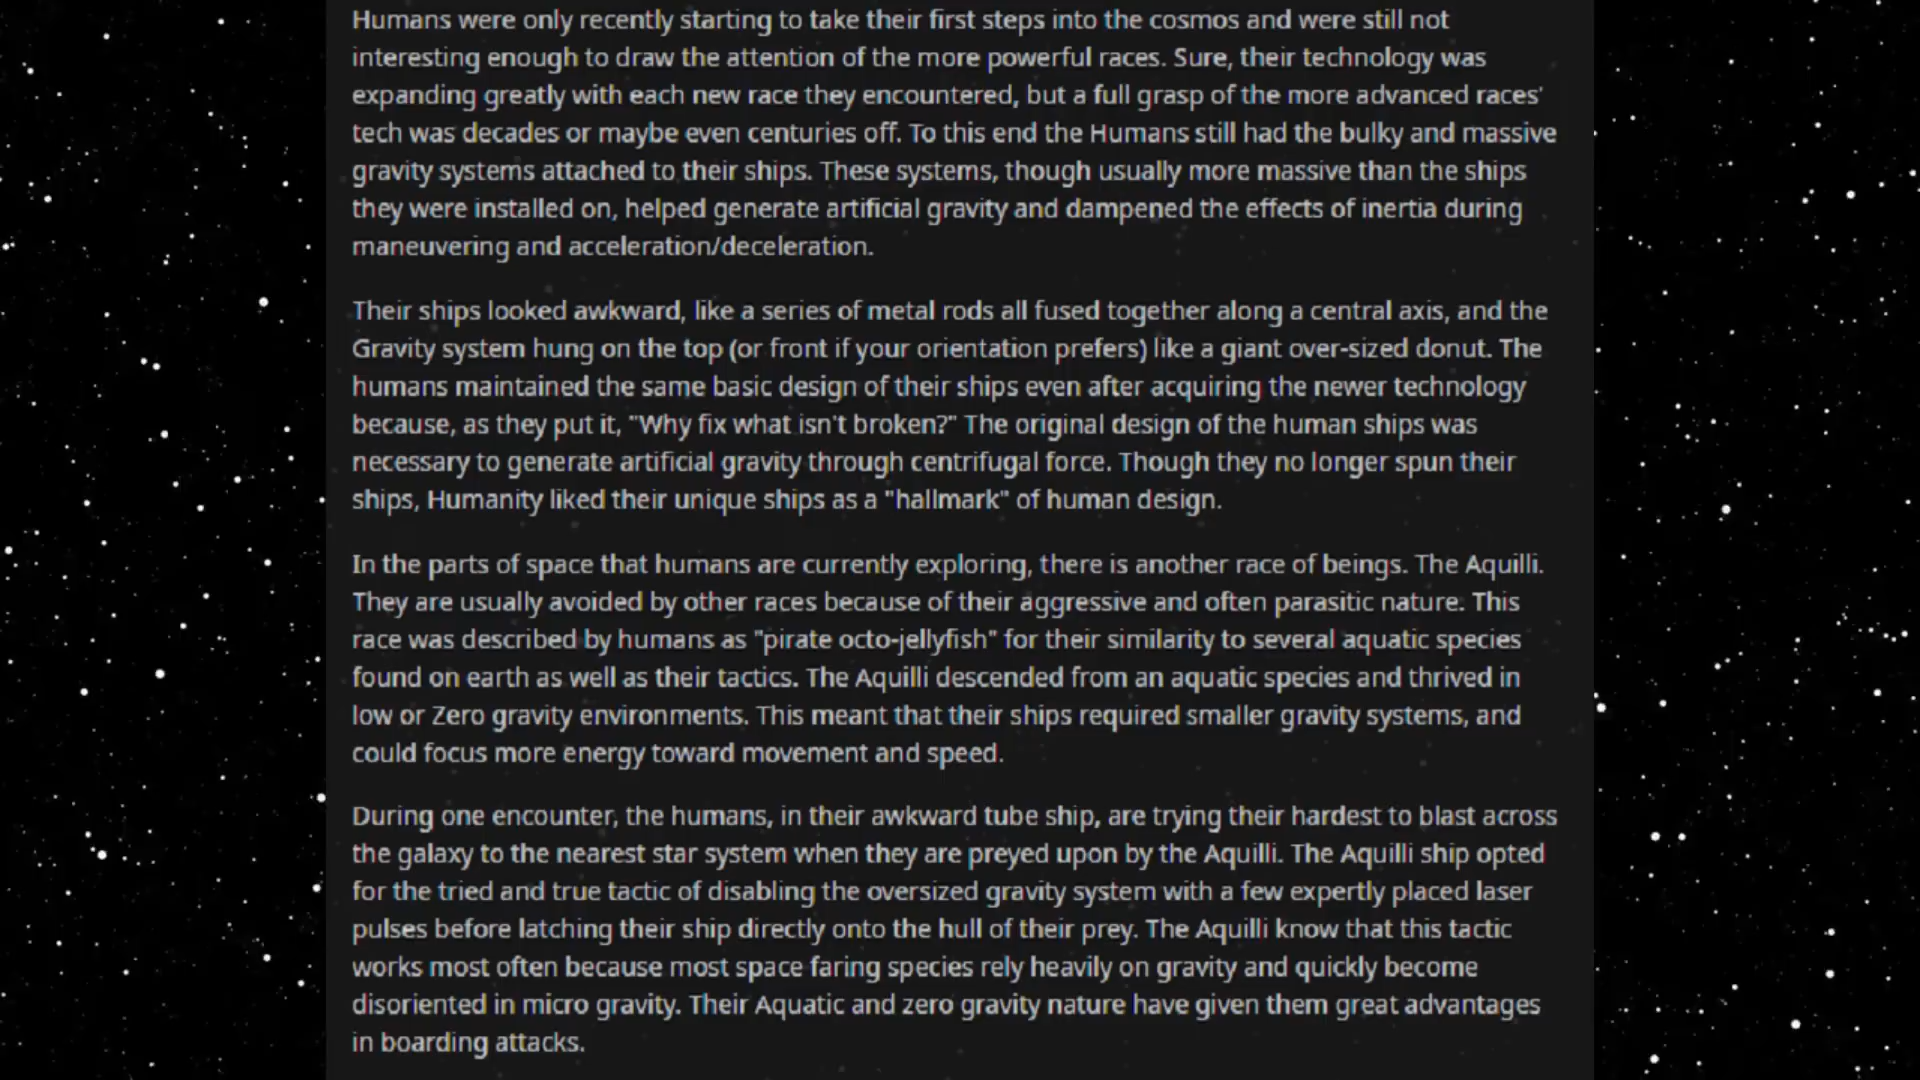 Humans were only recently starting to take their first steps into the cosmos and were still not
interesting enough to draw the attention of the more powerful races. Sure, their technology was
expanding greatly with each new race they encountered, but a full grasp of the more advanced races'
tech was decades or maybe even centuries off. To this end the Humans still had the bulky and massive
gravity systems attached to their ships. These systems, though usually more massive than the ships
they were installed on, helped generate artificial gravity and dampened the effects of inertia during
maneuvering and acceleration/deceleration.
Their ships looked awkward, like a series of metal rods all fused together along a central axis, and the
Gravity system hung on the top (or front if your orientation prefers) like a giant over-sized donut. The
humans maintained the same basic design of their ships even after acquiring the newer technology
because, as they put it, "Why fix what isn't broken?" The original design of the human ships was
necessary to generate artificial gravity through centrifugal force. Though they no longer spun their
ships, Humanity liked their unique ships as a "hallmark" of human design.
In the parts of space that humans are currently exploring, there is another race of beings. The Aquilli.
They are usually avoided by other races because of their aggressive and often parasitic nature. This
race was described by humans as "pirate octo-jellyfish" for their similarity to several aquatic species
found on earth as well as their tactics. The Aquilli descended from an aquatic species and thrived in
low or Zero gravity environments. This meant that their ships required smaller gravity systems, and
could focus more energy toward movement and speed.
During one encounter, the humans, in their awkward tube ship, are trying their hardest to blast across
the galaxy to the nearest star system when they are preyed upon by the Aquilli. The Aquilli ship opted
for the tried and true tactic of disabling the oversized gravity system with a few expertly placed laser
pulses before latching their ship directly onto the hull of their prey. The Aquilli know that this tactic
works most often because most space faring species rely heavily on gravity and quickly become
disoriented in micro gravity. Their Aquatic and zero gravity nature have given them great advantages
in boarding attacks.